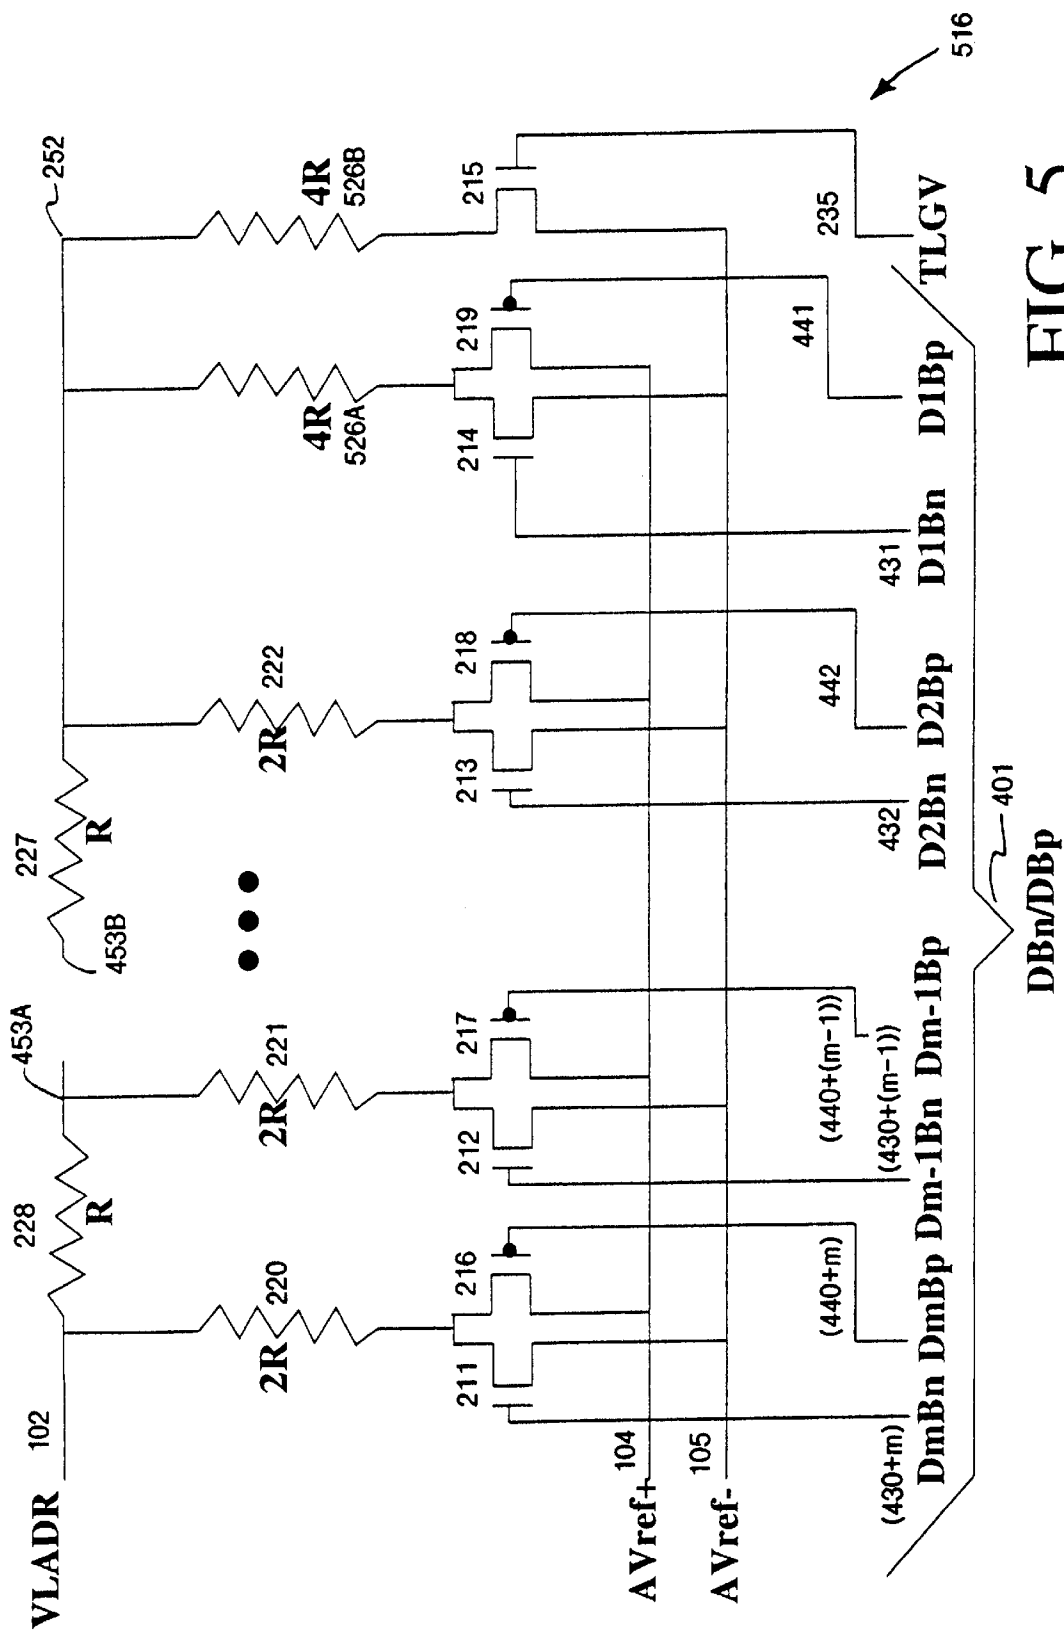 VLADR
102
228
R
453A
453B
227
R
252
2R
220
2R
221
2R
222
4R
526A
4R
526B
211
216
212
217
213
218
214
219
215
AVref+
104
AVref-
105
(430+m)
(440+m)
(430+(m-1))
(440+(m-1))
432
442
431
441
235
DmBn DmBp Dm-1Bn Dm-1Bp D2Bn D2Bp D1Bn D1Bp TLGV
401
DBn/DBp
516
FIG. 5